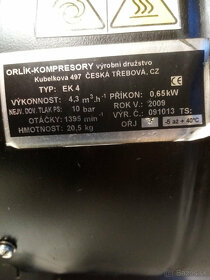 ORLÍK-KOMPRESORY výrobní družstvo
Kubelkova 497 ČESKÁ TŘEBOVÁ, CZ
TYP: EK 4 CE
VÝKONNOST: 4,3 m³.h⁻¹ PŘÍKON: 0,65kW
NEJV. DOV. TLAK PS: 10 bar ROK V.: 2009
OTÁČKY: 1395 min⁻¹ VÝR. Č.: 091013 TS:
HMOTNOST: 20,5 kg OŘJ -5 až + 40°C